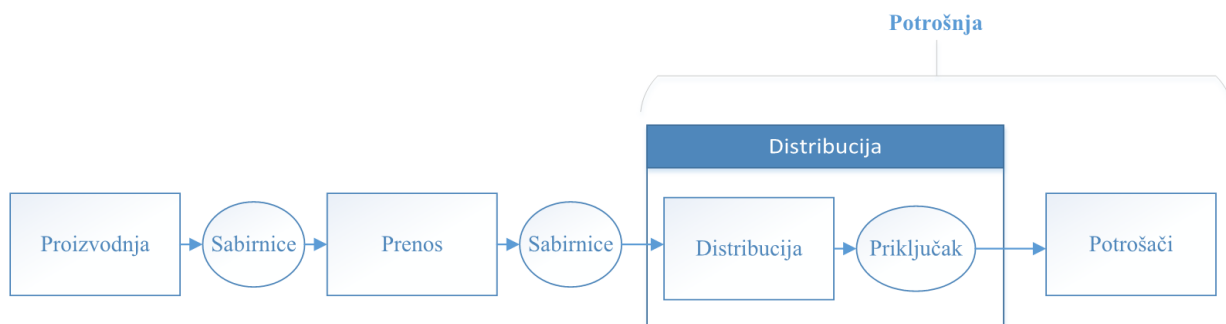 Potrošnja
Distribucija
Proizvodnja
Sabirnice
Prenos
Sabirnice
Distribucija
Priključak
Potrošači